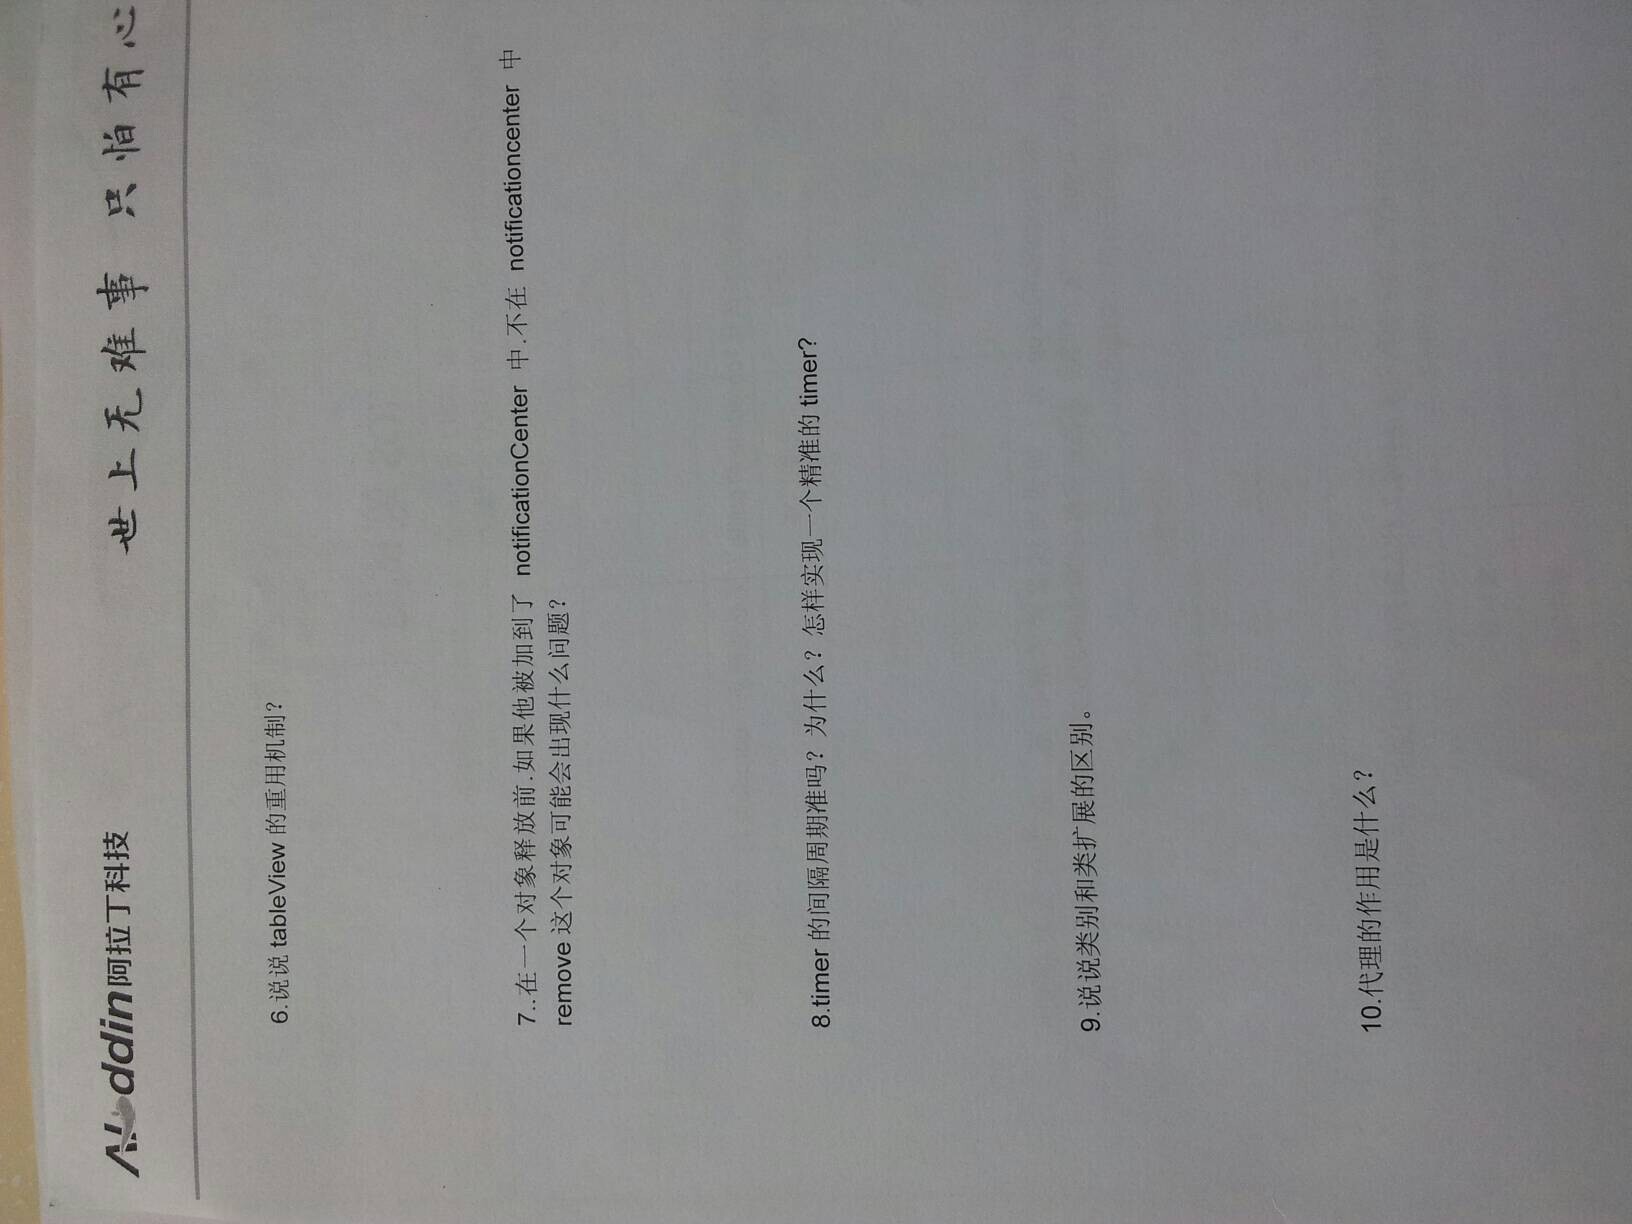 Aladdin阿拉丁科技 世上无难事 只怕有心
6.说说 tableView 的重用机制？
7..在一个对象释放前.如果他被加到了 notificationCenter 中.不在 notificationcenter 中
remove 这个对象可能会出现什么问题？
8.timer 的间隔周期准吗？为什么？怎样实现一个精准的 timer?
9.说说类别和类扩展的区别。
10.代理的作用是什么？